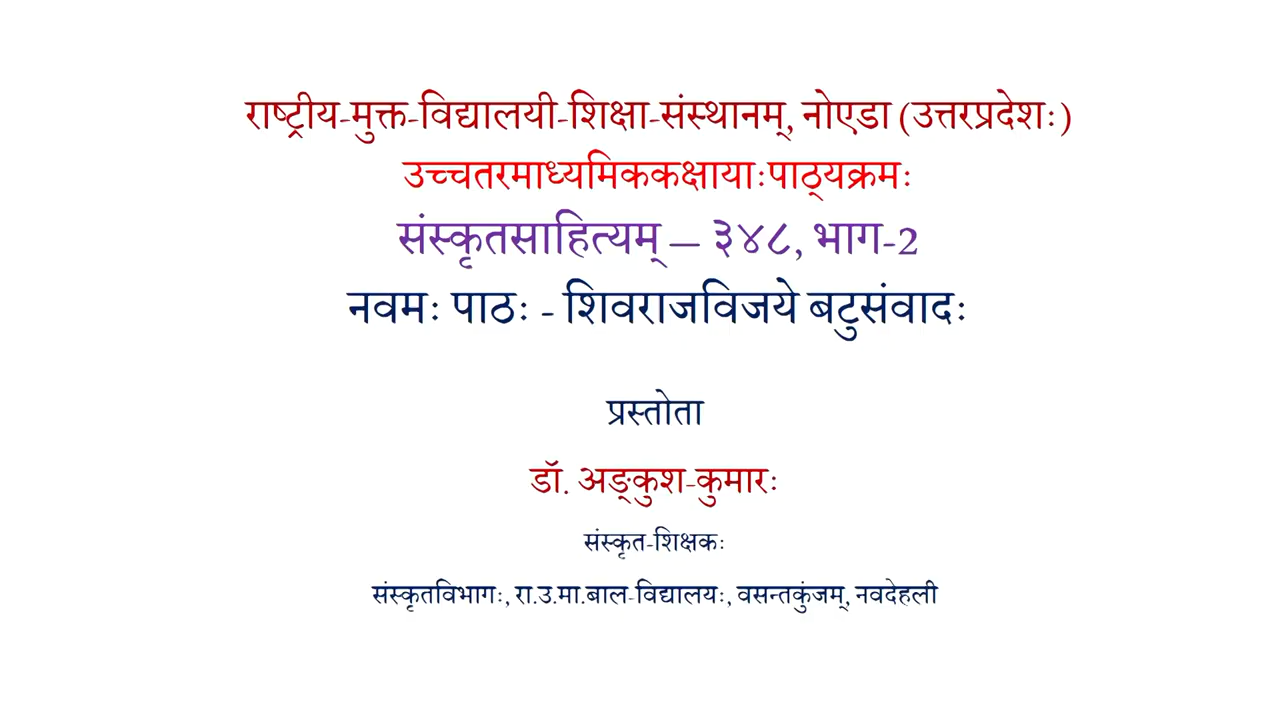 राष्ट्रीय-मुक्त-विद्यालयी-शिक्षा-संस्थानम्, नोएडा (उत्तरप्रदेशः)
उच्चतरमाध्यमिककक्षायाःपाठ्यक्रमः
संस्कृतसाहित्यम् – ३४८, भाग-2
नवमः पाठः - शिवराजविजये बटुसंवादः
प्रस्तोता
डॉ. अङ्कुश-कुमारः
संस्कृत-शिक्षकः
संस्कृतविभागः, रा.उ.मा.बाल-विद्यालयः, वसन्तकुंजम्, नवदेहली